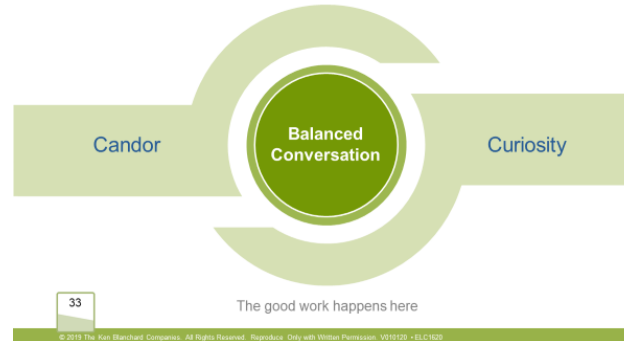 Balanced
Conversation
Candor
Curiosity
33
The good work happens here
© 2019 The Ken Blanchard Companies. All Rights Reserved. Reproduce Only with Written Permission. V010120 • ELC1620